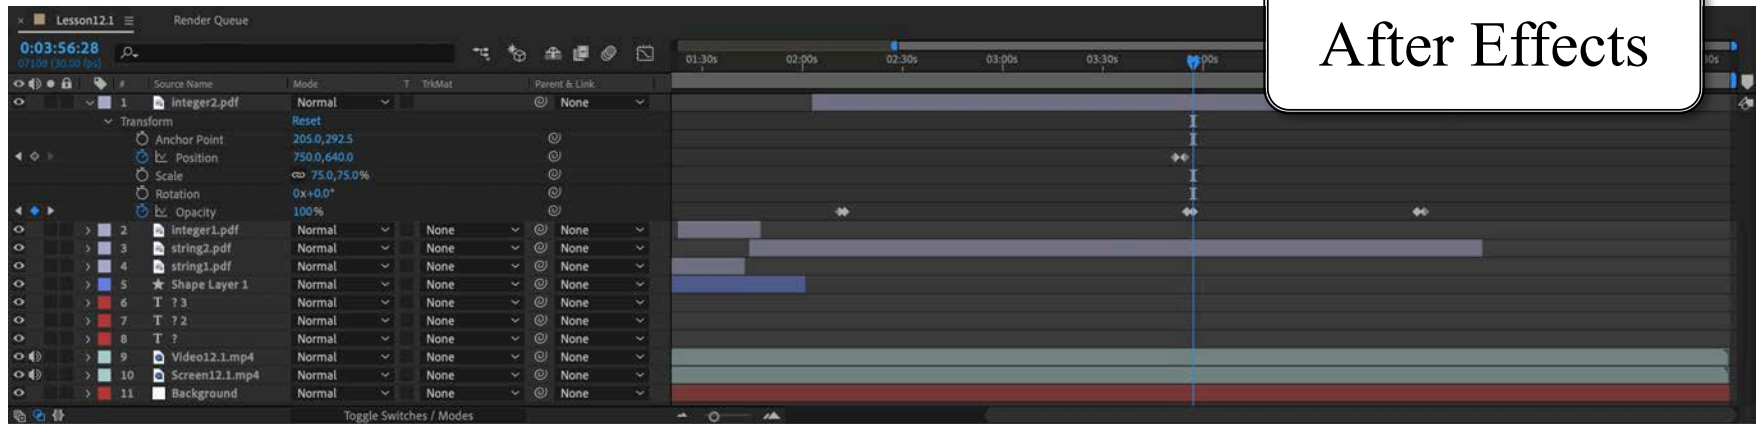 × Lesson12.1 Render Queue
After Effects
0:03:56:28
07108 (30.00 fps)
01:30s 02:00s 02:30s 03:00s 03:30s
# Source Name Mode T TrkMat Parent & Link
1 integer2.pdf Normal None
Transform Reset
Anchor Point 205.0,292.5
Position 750.0,640.0
Scale 75.0,75.0%
Rotation 0x+0.0°
Opacity 100%
2 integer1.pdf Normal None None
3 string2.pdf Normal None None
4 string1.pdf Normal None None
5 Shape Layer 1 Normal None None
6 T ? 3 Normal None None
7 T ? 2 Normal None None
8 T ? Normal None None
9 Video12.1.mp4 Normal None None
10 Screen12.1.mp4 Normal None None
11 Background Normal None None
Toggle Switches / Modes